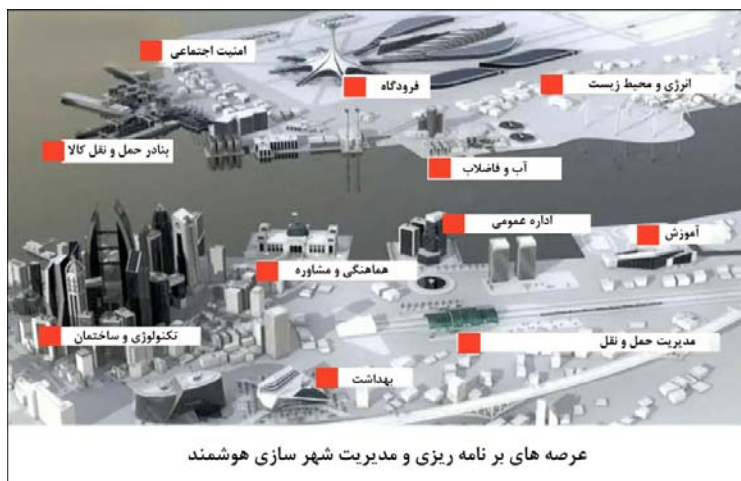 امنیت اجتماعی
انرژی و محیط زیست
فرودگاه
بنادر حمل و نقل کالا
آب و فاضلاب
اداره عمومی
آموزش
هماهنگی و مشاوره
تکنولوژی و ساختمان
مدیریت حمل و نقل
بهداشت
عرصه های بر نامه ریزی و مدیریت شهر سازی هوشمند